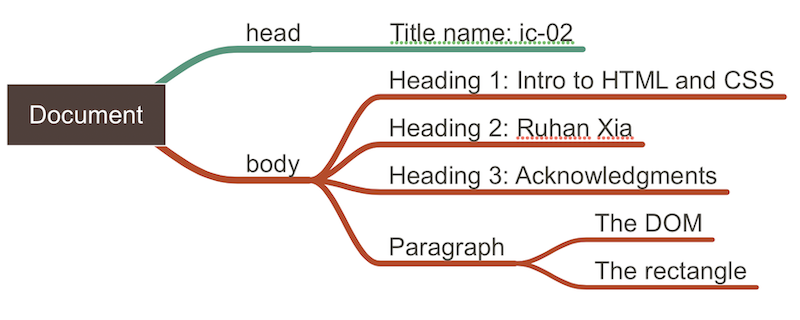 Document
head
Title name: ic-02
body
Heading 1: Intro to HTML and CSS
Heading 2: Ruhan Xia
Heading 3: Acknowledgments
Paragraph
The DOM
The rectangle